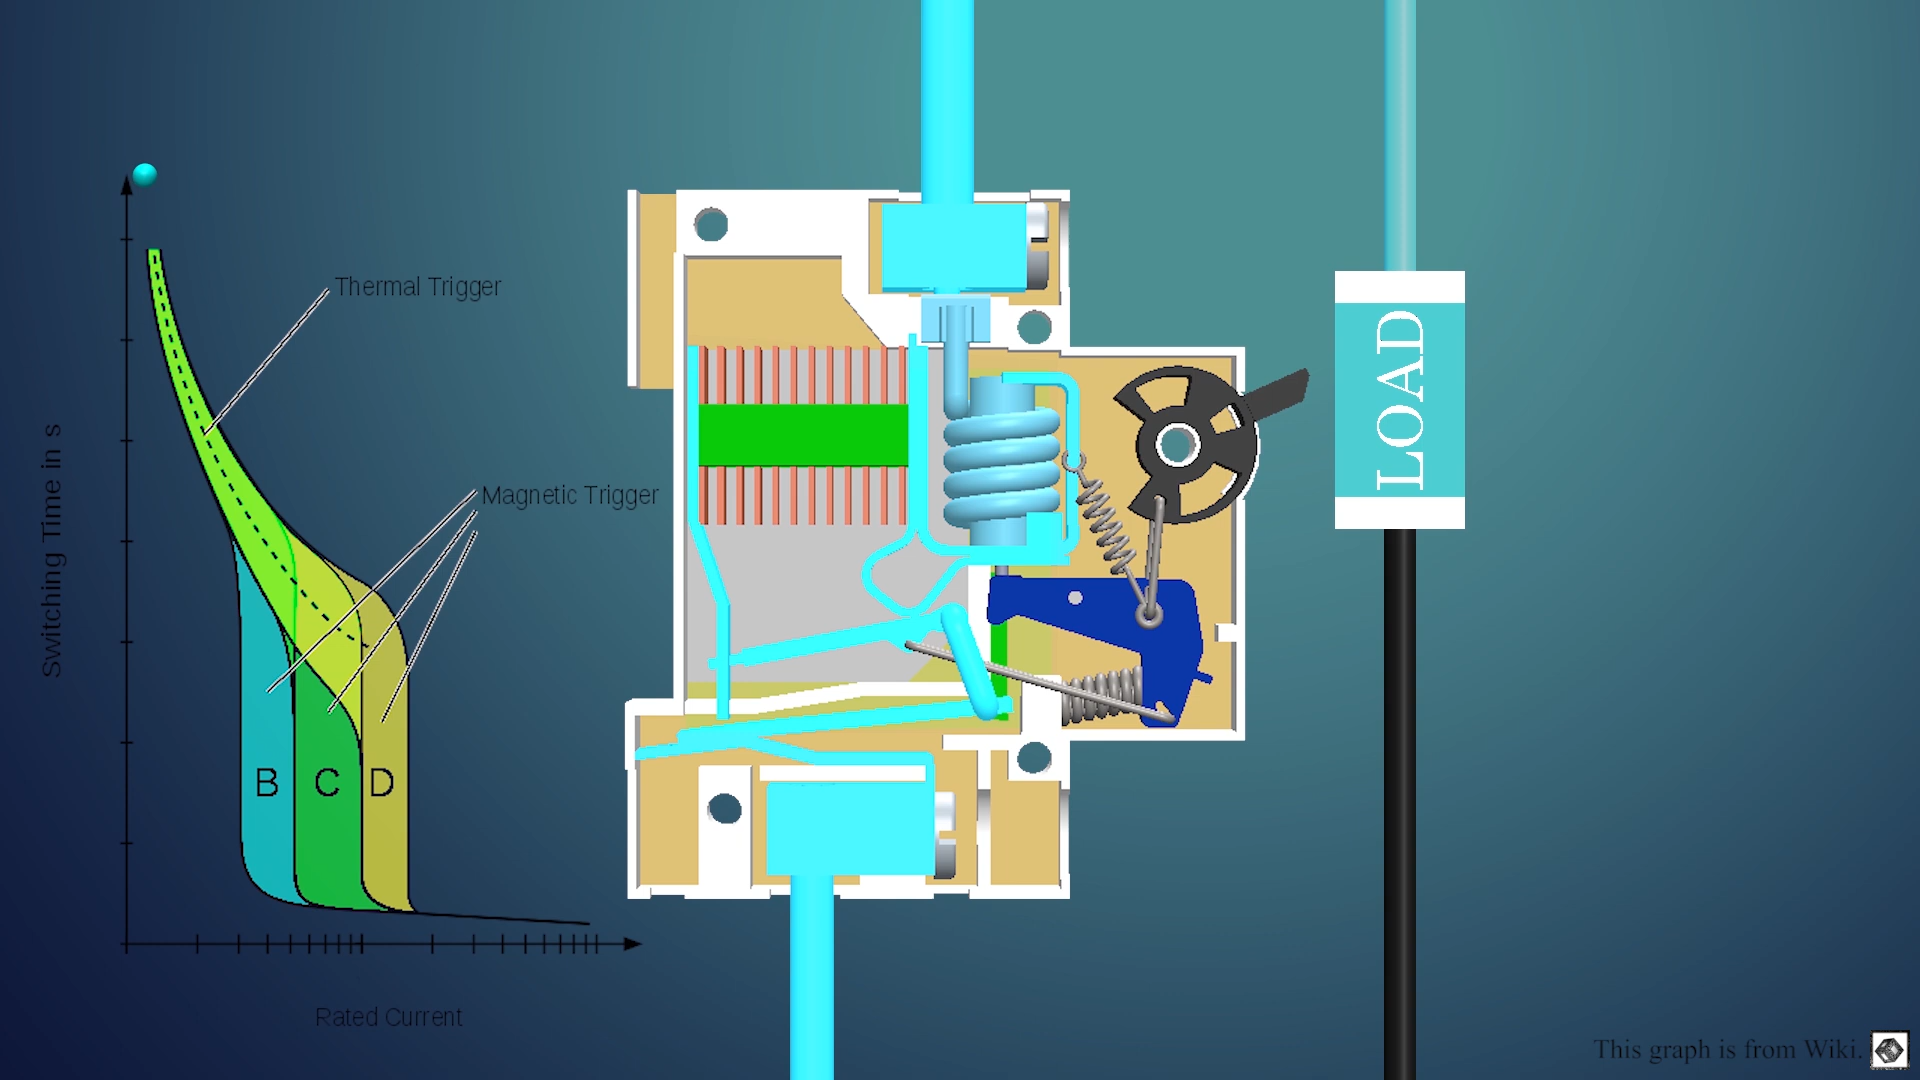 Thermal Trigger
Magnetic Trigger
Switching Time in s
B C D
Rated Current
LOAD
This graph is from Wiki.